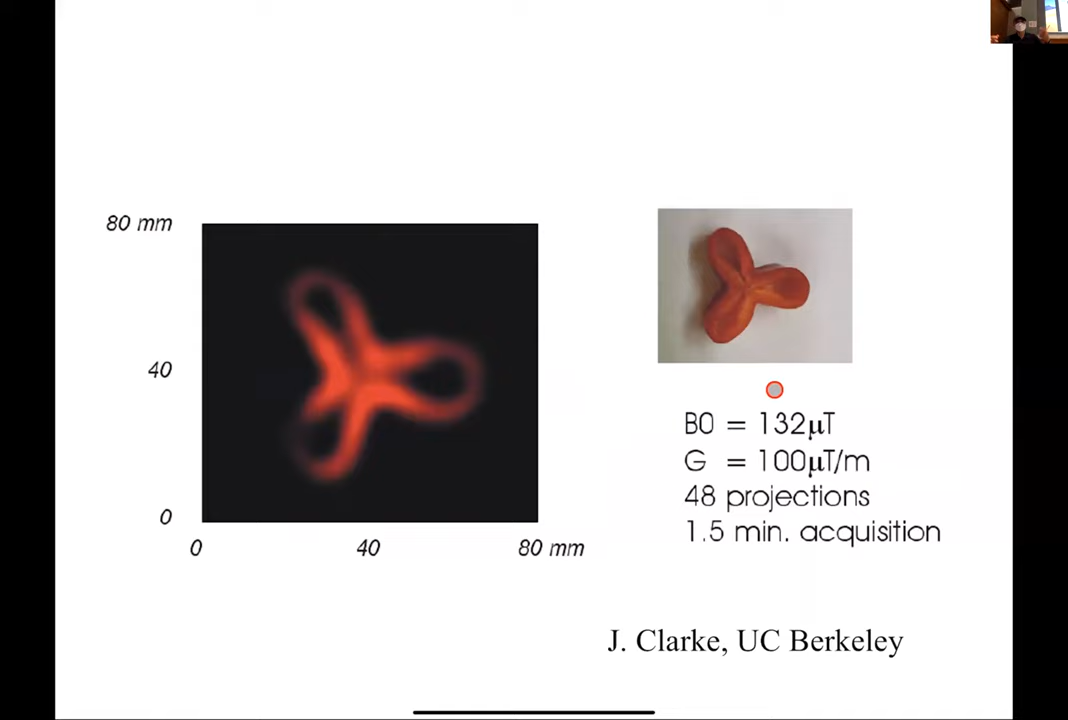 80 mm
40
0
0 40 80 mm
B0 = 132µT
G = 100µT/m
48 projections
1.5 min. acquisition
J. Clarke, UC Berkeley